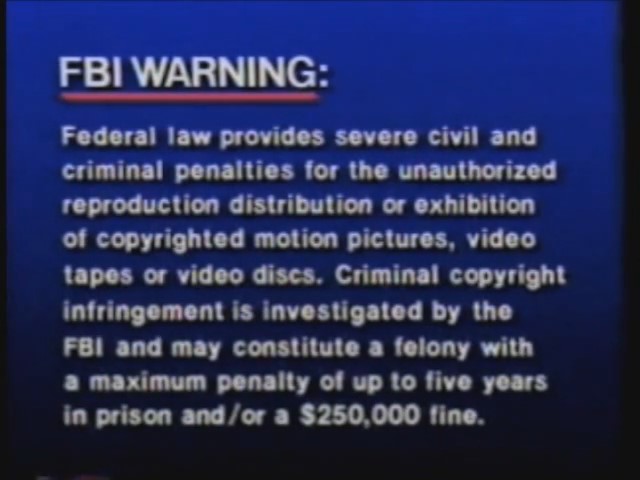 FBI WARNING:
Federal law provides severe civil and
criminal penalties for the unauthorized
reproduction distribution or exhibition
of copyrighted motion pictures, video
tapes or video discs. Criminal copyright
infringement is investigated by the
FBI and may constitute a felony with
a maximum penalty of up to five years
in prison and/or a $250,000 fine.